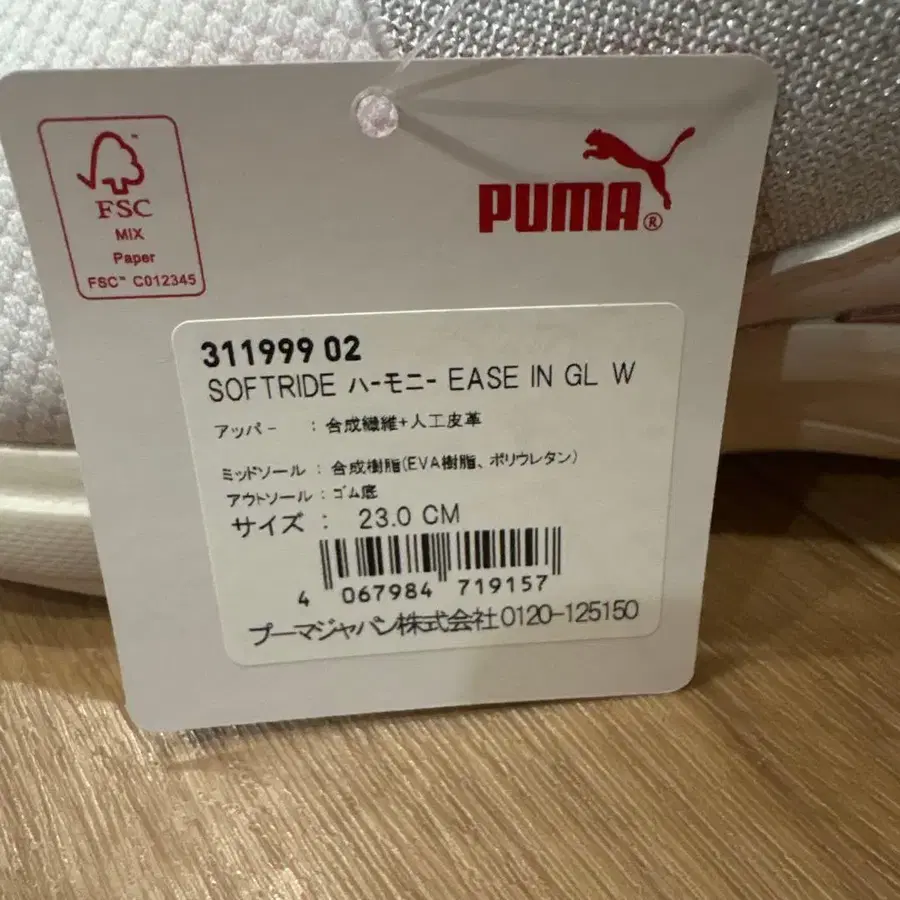 FSC
MIX
Paper
FSC™ C012345
PUMA®
311999 02
SOFTRIDE ハーモニー EASE IN GL W
アッパー : 合成繊維+人工皮革
ミッドソール : 合成樹脂(EVA樹脂、ポリウレタン)
アウトソール : ゴム底
サイズ : 23.0 CM
4 067984 719157
プーマジャパン株式会社0120-125150